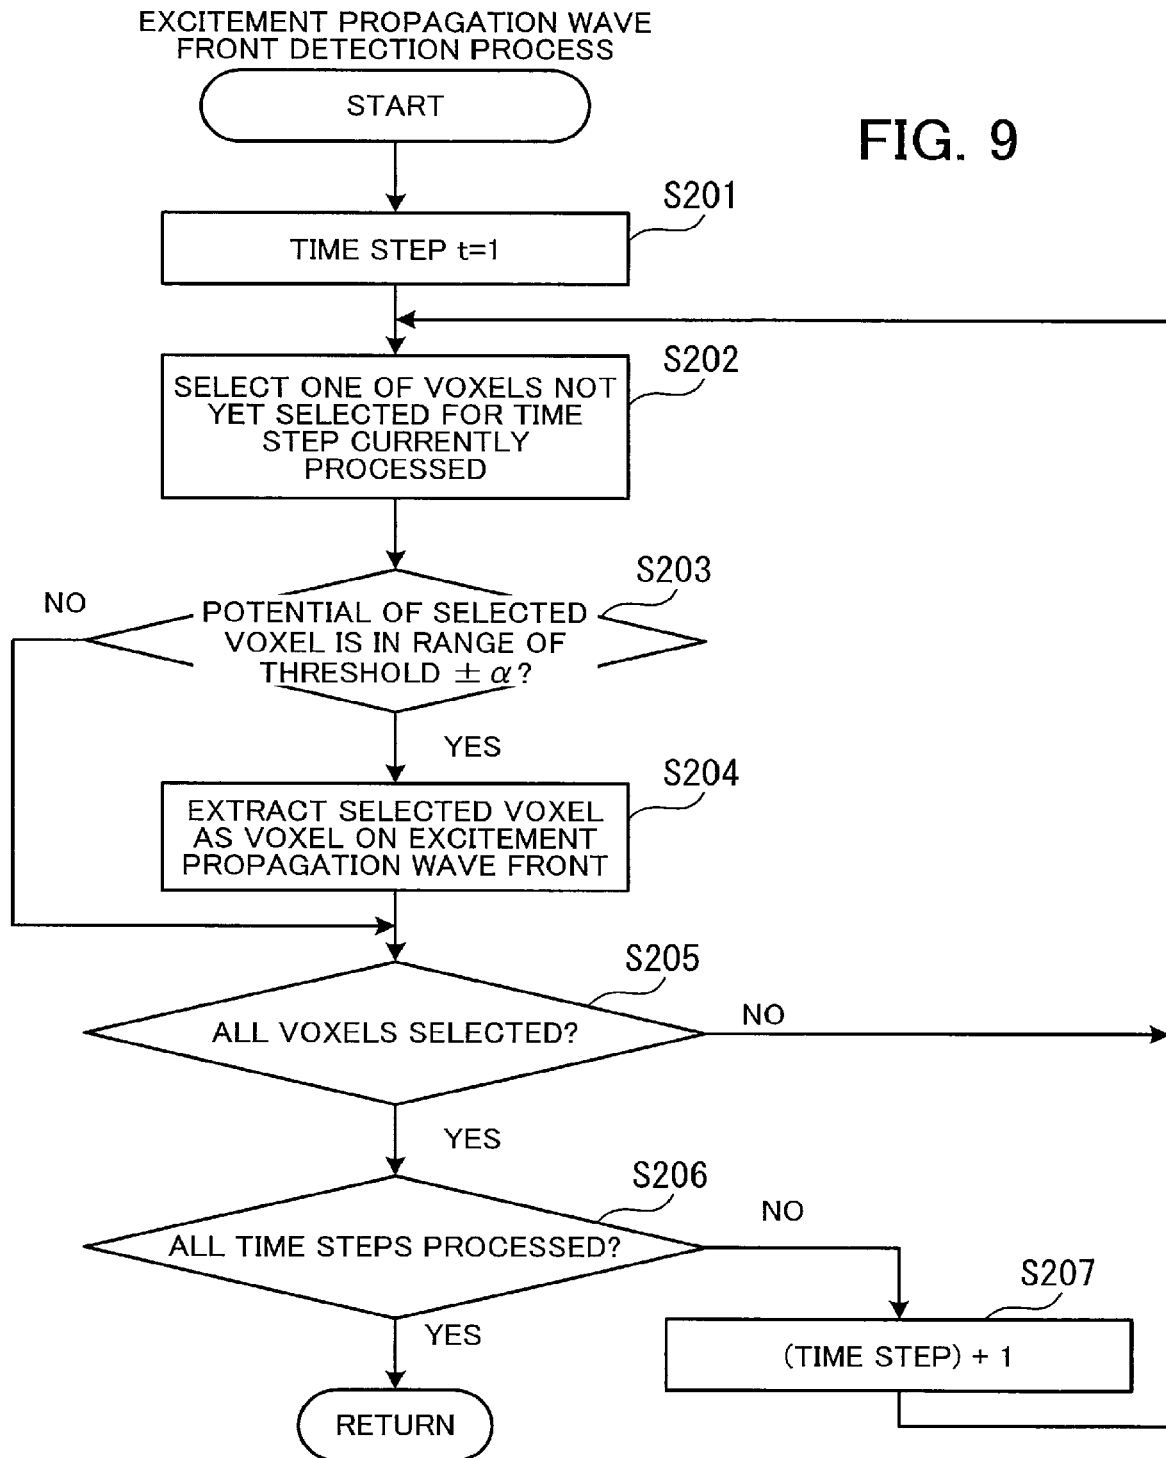 EXCITEMENT PROPAGATION WAVE
FRONT DETECTION PROCESS
START
FIG. 9
S201
TIME STEP t=1
S202
SELECT ONE OF VOXELS NOT
YET SELECTED FOR TIME
STEP CURRENTLY
PROCESSED
S203
NO
POTENTIAL OF SELECTED
VOXEL IS IN RANGE OF
THRESHOLD ± α?
YES
S204
EXTRACT SELECTED VOXEL
AS VOXEL ON EXCITEMENT
PROPAGATION WAVE FRONT
S205
ALL VOXELS SELECTED?
NO
YES
S206
ALL TIME STEPS PROCESSED?
NO
S207
(TIME STEP) + 1
YES
RETURN